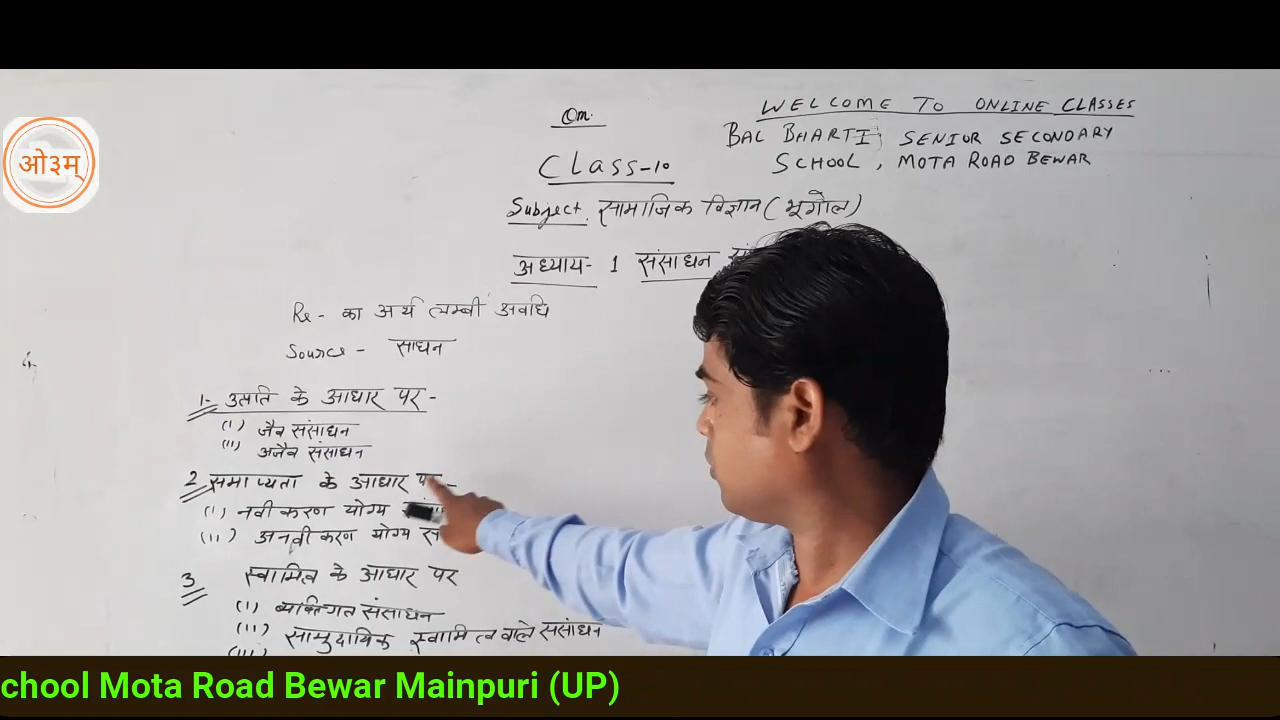 ओ३म्
Om.
WELCOME TO ONLINE CLASSES
BAL BHARTI SENIOR SECONDARY
SCHOOL, MOTA ROAD BEWAR
Class-10
Subject. सामाजिक विज्ञान (भूगोल)
अध्याय- 1 संसाधन
Re- का अर्थ लम्बी अवधि
Source - साधन
1- उत्पति के आधार पर-
(i) जैव संसाधन
(ii) अजैव संसाधन
2 समाप्यता के आधार पर-
(i) नवीकरण योग्य
(ii) अनवीकरण योग्य
3 स्वामित्व के आधार पर
(i) व्यक्तिगत संसाधन
(ii) सामुदायिक स्वामित्व वाले संसाधन
(iii)
chool Mota Road Bewar Mainpuri (UP)